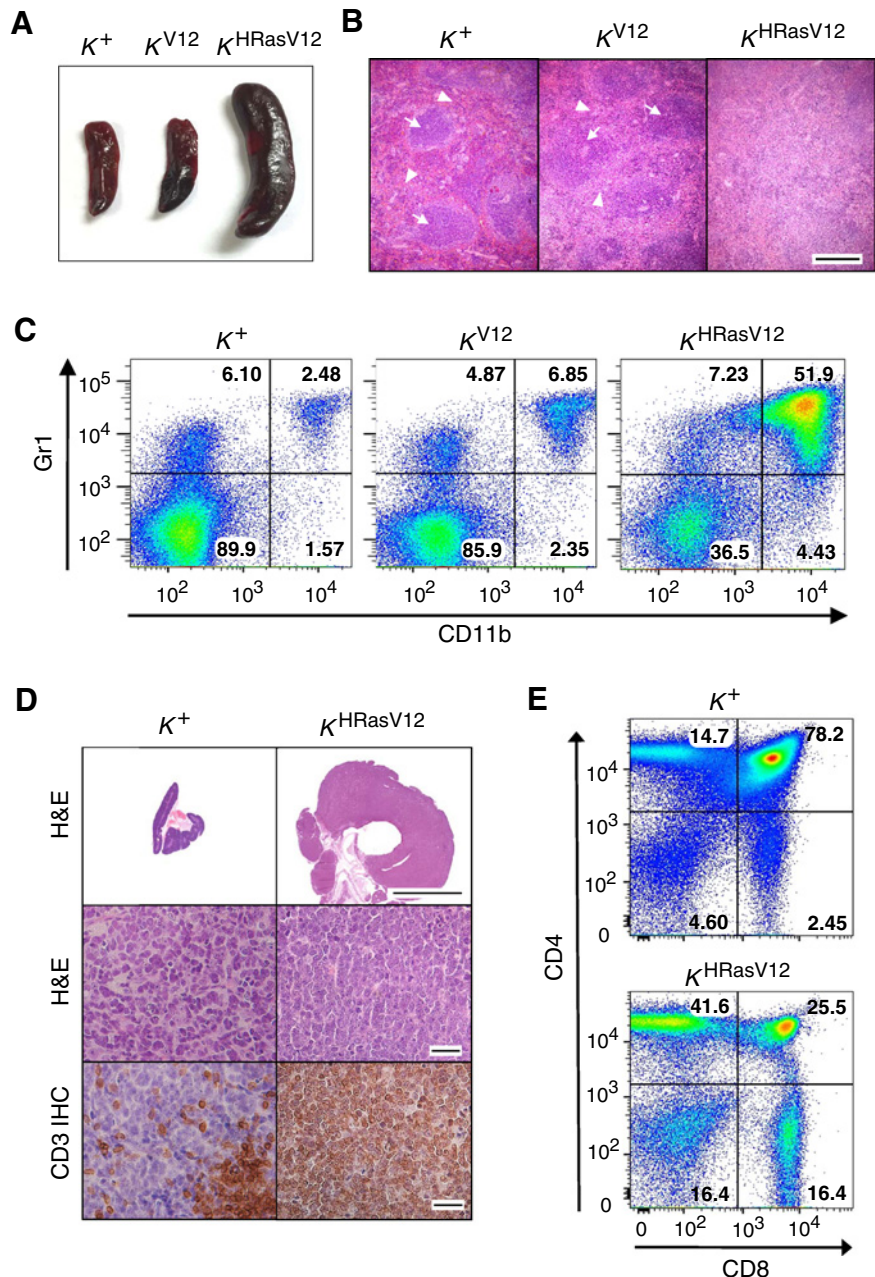 A
K+ KV12 KHRasV12
B
K+ KV12 KHRasV12
C
K+ KV12 KHRasV12
Gr1
10^5
10^4
10^3
10^2
6.10 2.48
89.9 1.57
4.87 6.85
85.9 2.35
7.23 51.9
36.5 4.43
10^2 10^3 10^4 10^2 10^3 10^4 10^2 10^3 10^4
CD11b
D
K+ KHRasV12
H&E
H&E
CD3 IHC
E
K+
14.7 78.2
4.60 2.45
10^4
10^3
10^2
0
CD4
KHRasV12
41.6 25.5
16.4 16.4
10^4
10^3
10^2
0
0 10^2 10^3 10^4
CD8